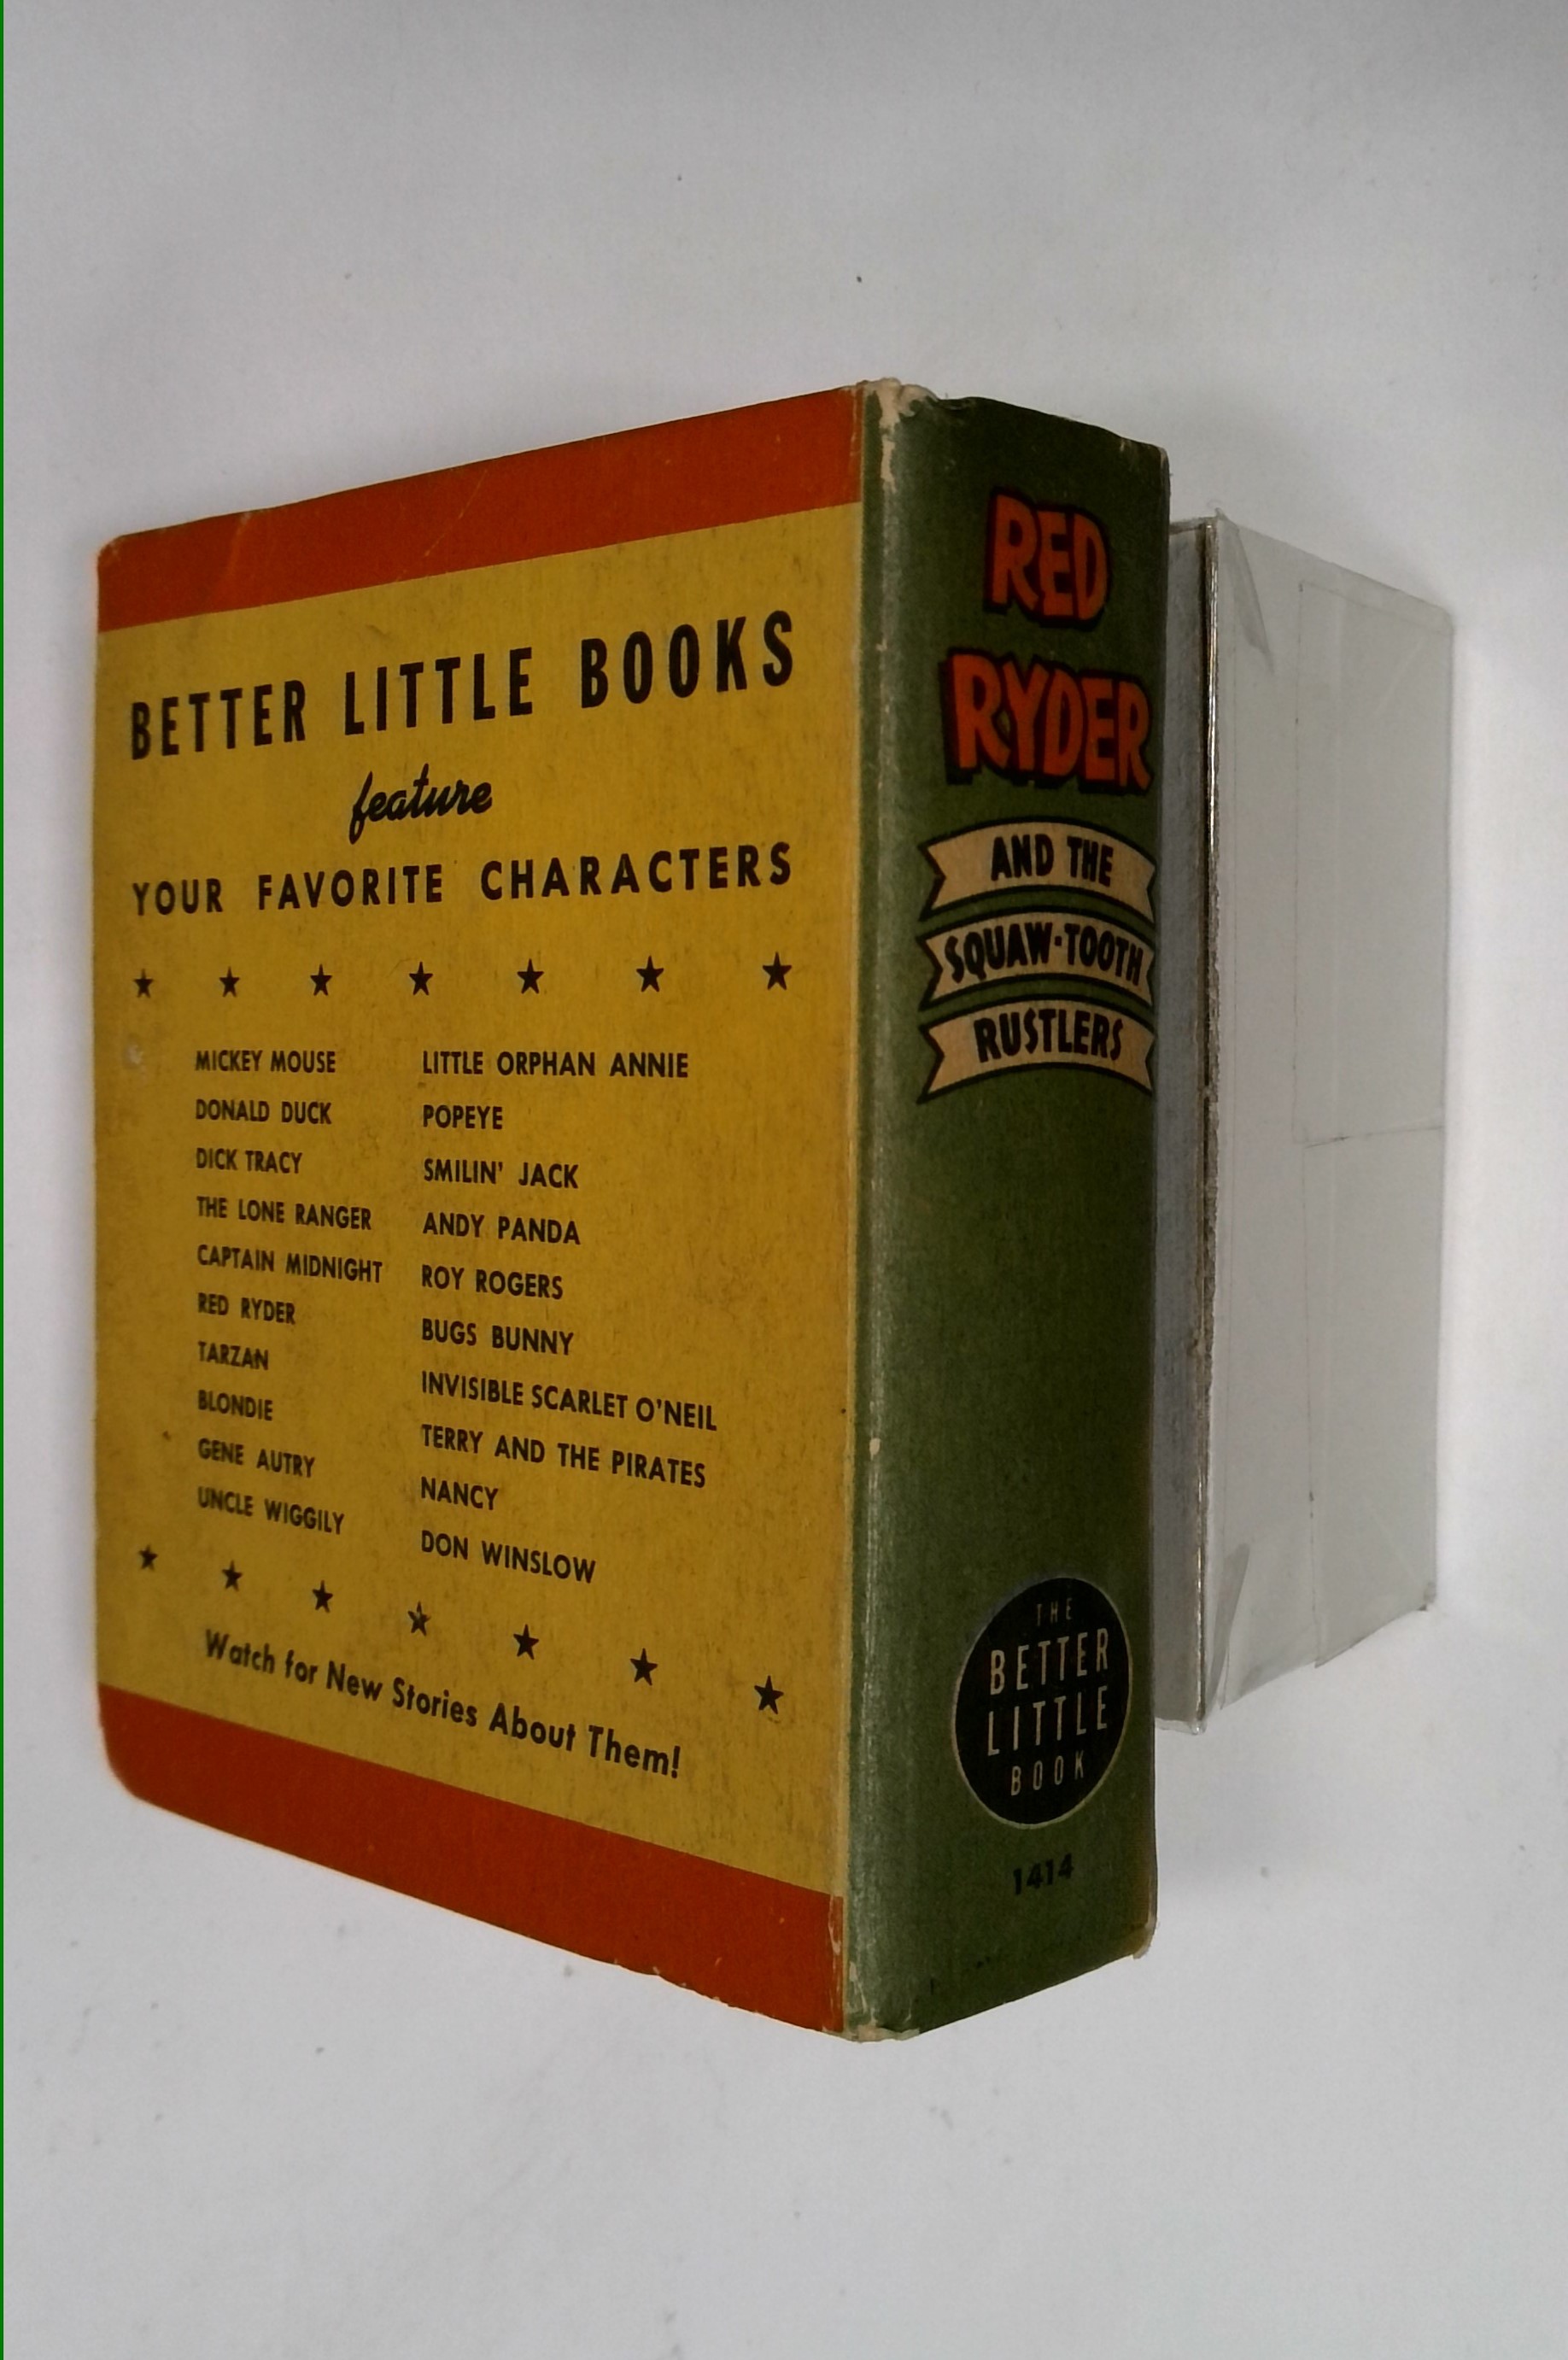 BETTER LITTLE BOOKS
feature
YOUR FAVORITE CHARACTERS
MICKEY MOUSE
DONALD DUCK
DICK TRACY
THE LONE RANGER
CAPTAIN MIDNIGHT
RED RYDER
TARZAN
BLONDIE
GENE AUTRY
UNCLE WIGGILY
LITTLE ORPHAN ANNIE
POPEYE
SMILIN' JACK
ANDY PANDA
ROY ROGERS
BUGS BUNNY
INVISIBLE SCARLET O'NEIL
TERRY AND THE PIRATES
NANCY
DON WINSLOW
Watch for New Stories About Them!
RED
RYDER
AND THE
SQUAW-TOOTH
RUSTLERS
THE
BETTER
LITTLE
BOOK
1414